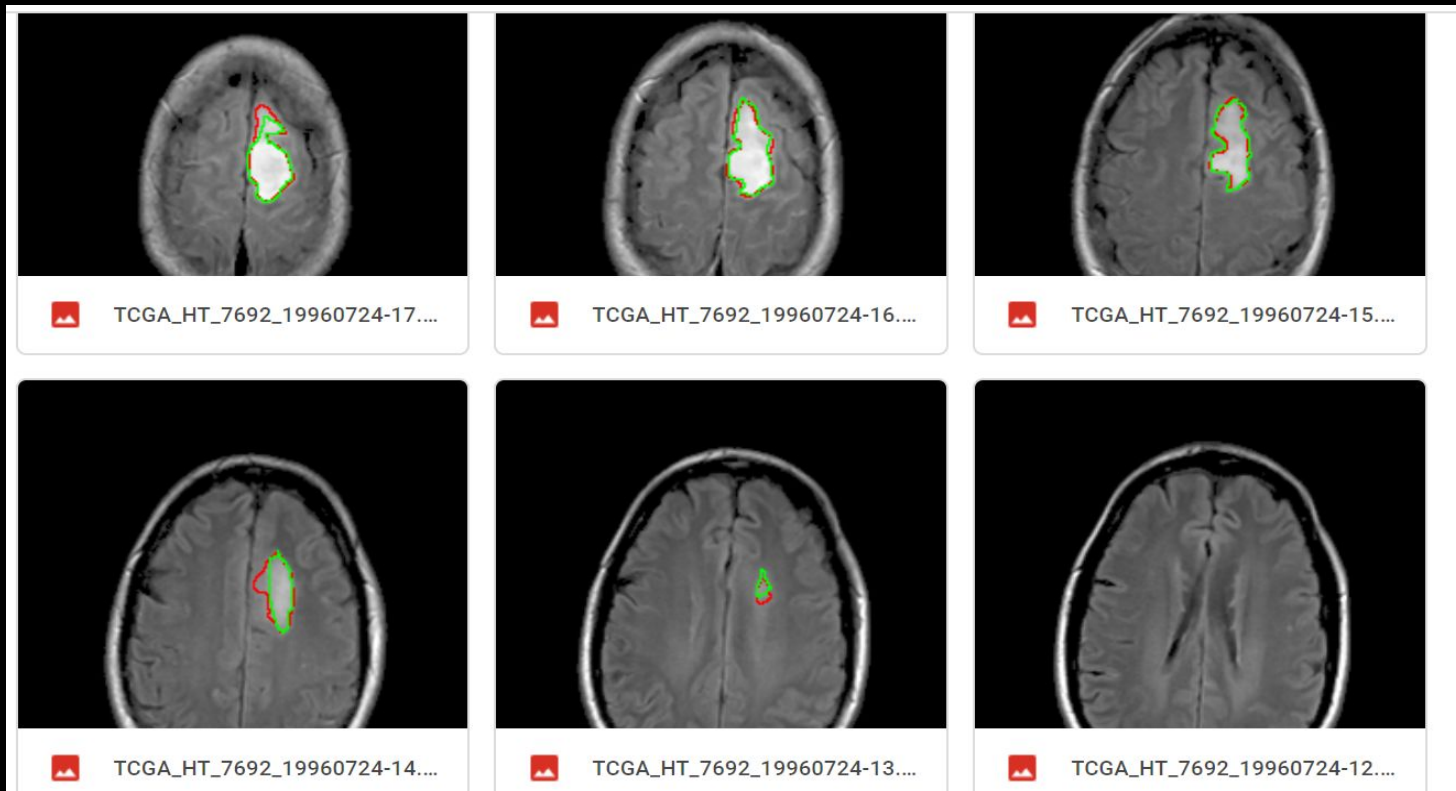 TCGA_HT_7692_19960724-17....
TCGA_HT_7692_19960724-16....
TCGA_HT_7692_19960724-15....
TCGA_HT_7692_19960724-14....
TCGA_HT_7692_19960724-13....
TCGA_HT_7692_19960724-12....